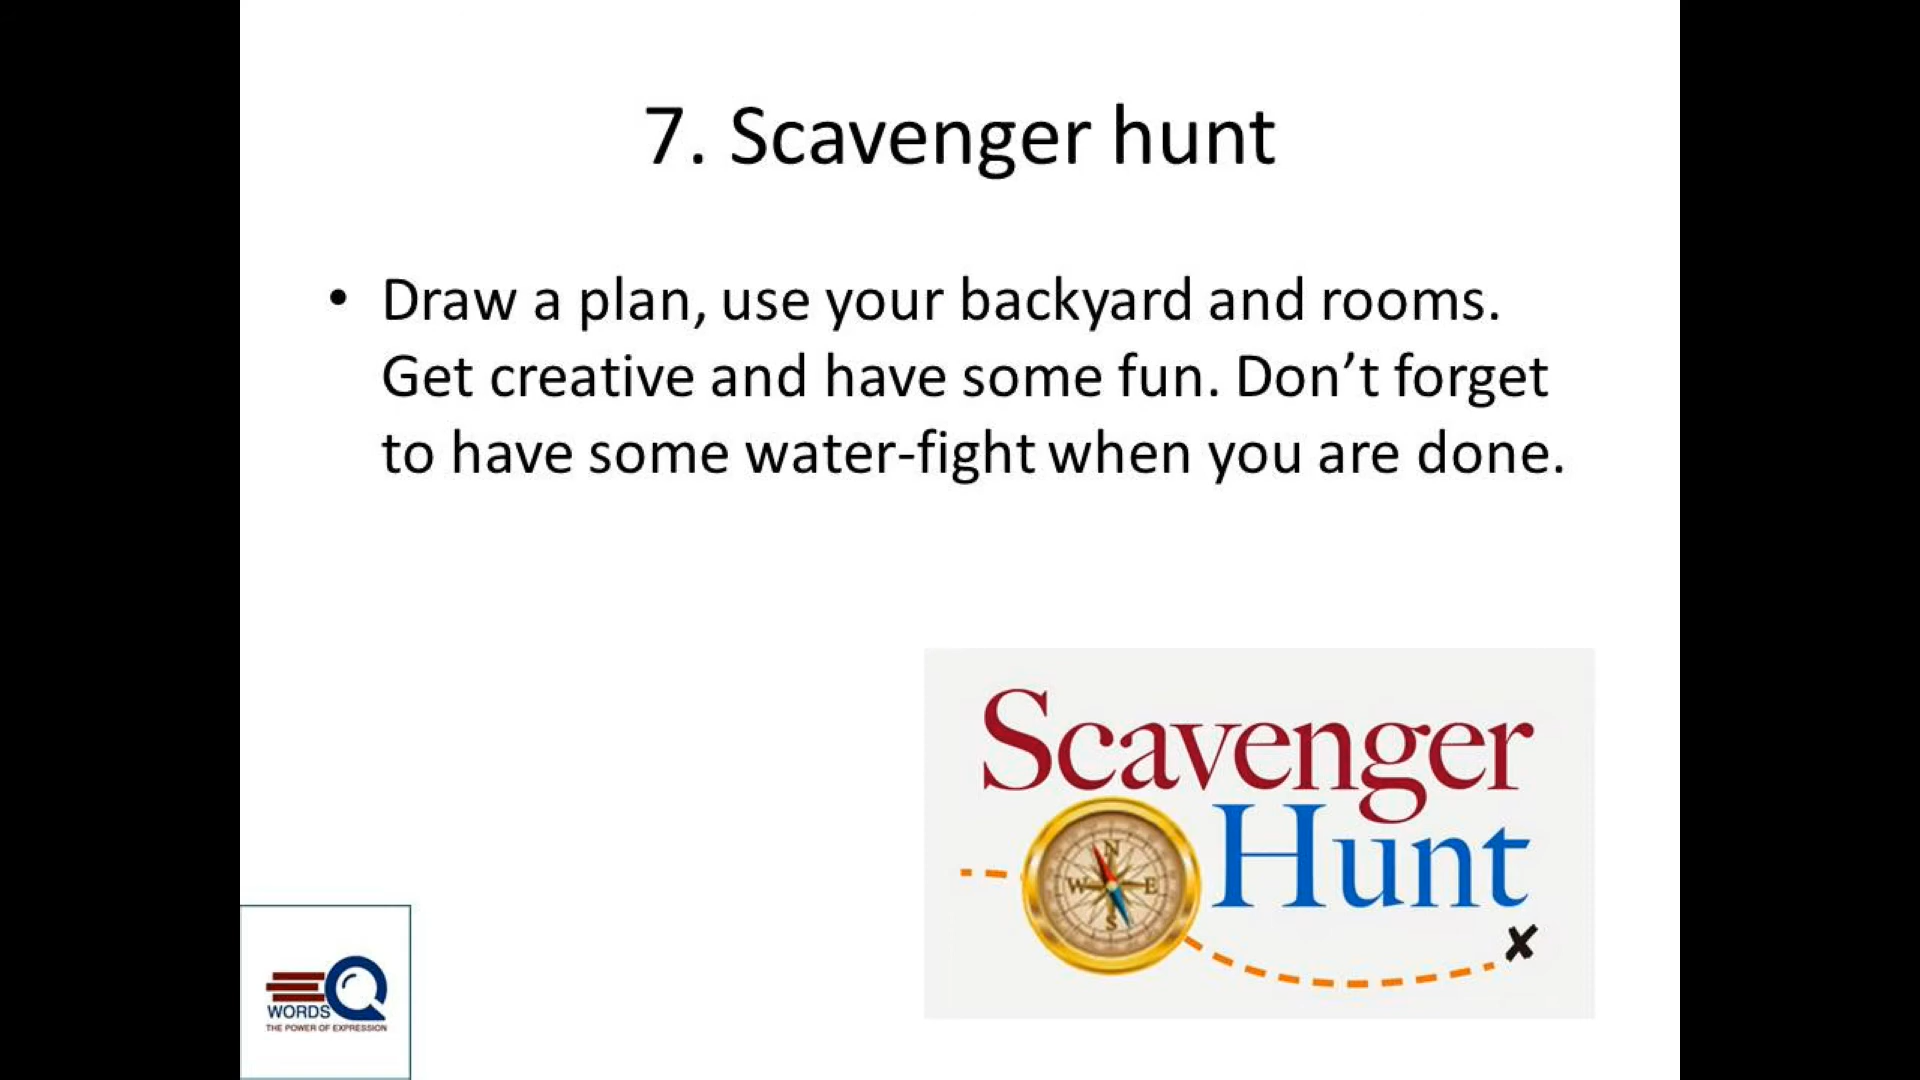 7. Scavenger hunt
• Draw a plan, use your backyard and rooms.
Get creative and have some fun. Don’t forget
to have some water-fight when you are done.
Scavenger
Hunt
N
W E
S
X
WORDS Q
THE POWER OF EXPRESSION